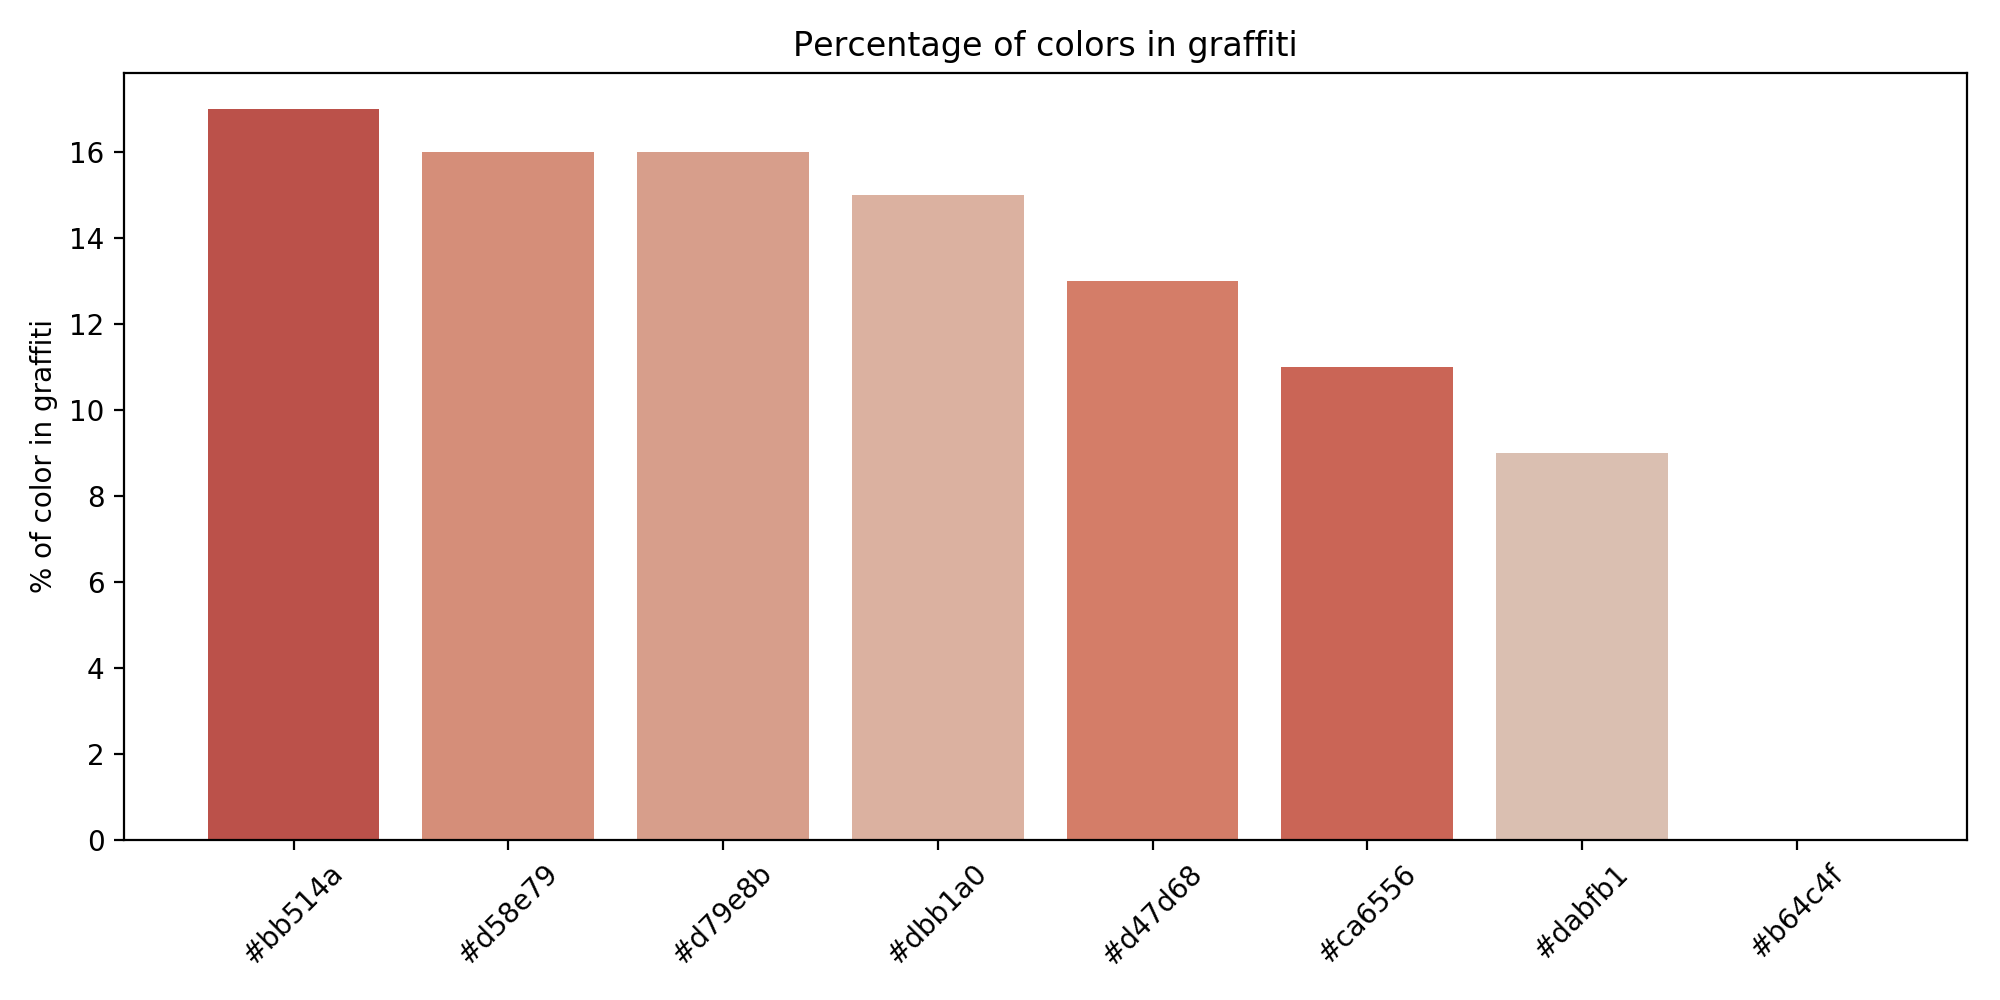 Percentage of colors in graffiti
% of color in graffiti
16
14
12
10
8
6
4
2
0
#bb514a
#d58e79
#d79e8b
#dbb1a0
#d47d68
#ca6556
#dabfb1
#b64c4f